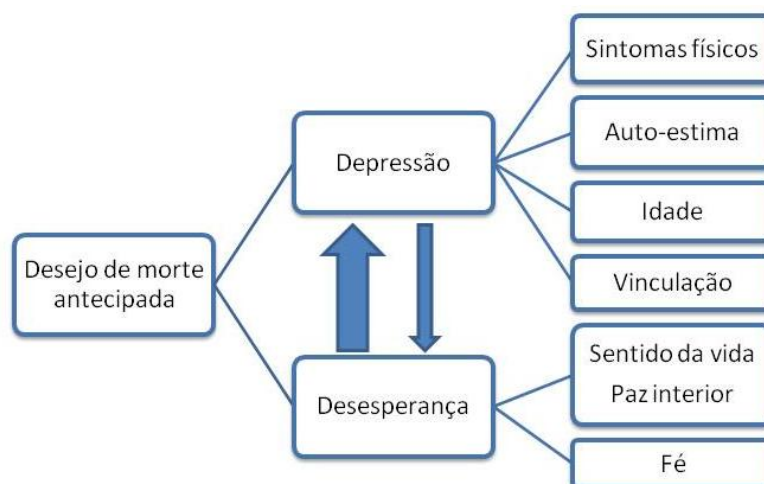 Desejo de morte
antecipada
Depressão
Desesperança
Sintomas físicos
Auto-estima
Idade
Vinculação
Sentido da vida
Paz interior
Fé